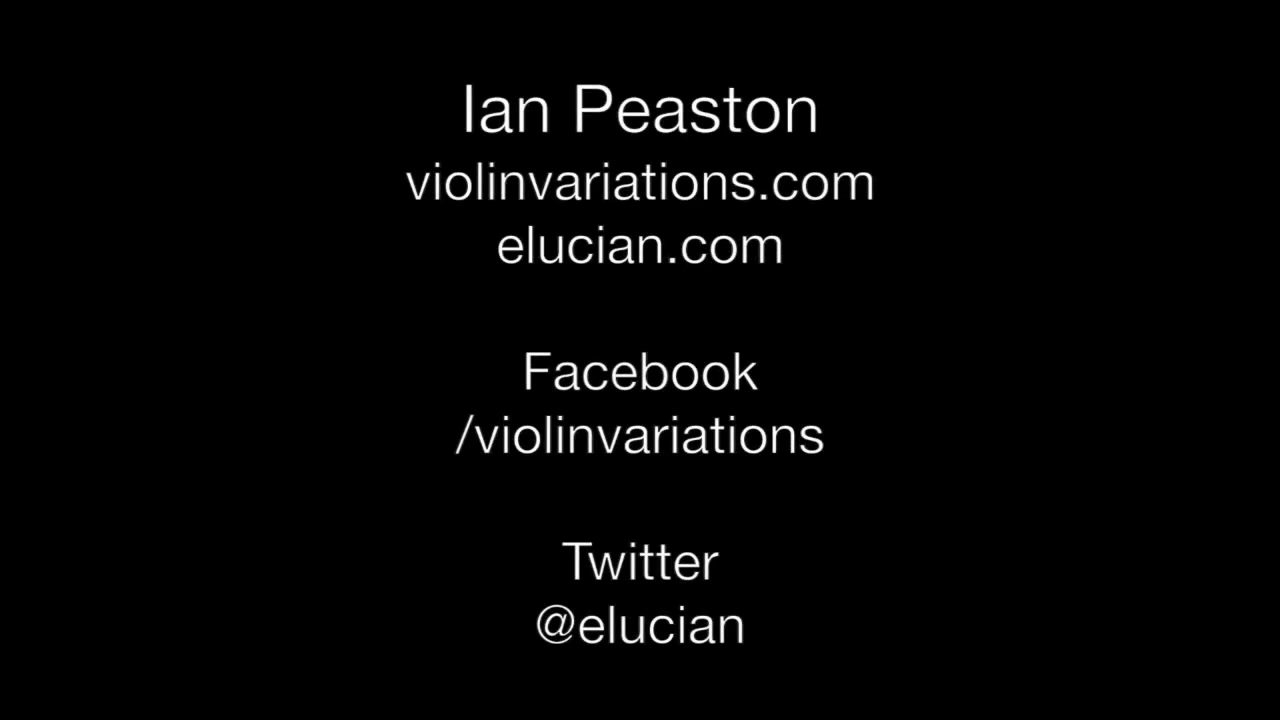 Ian Peaston
violinvariations.com
elucian.com
Facebook
/violinvariations
Twitter
@elucian